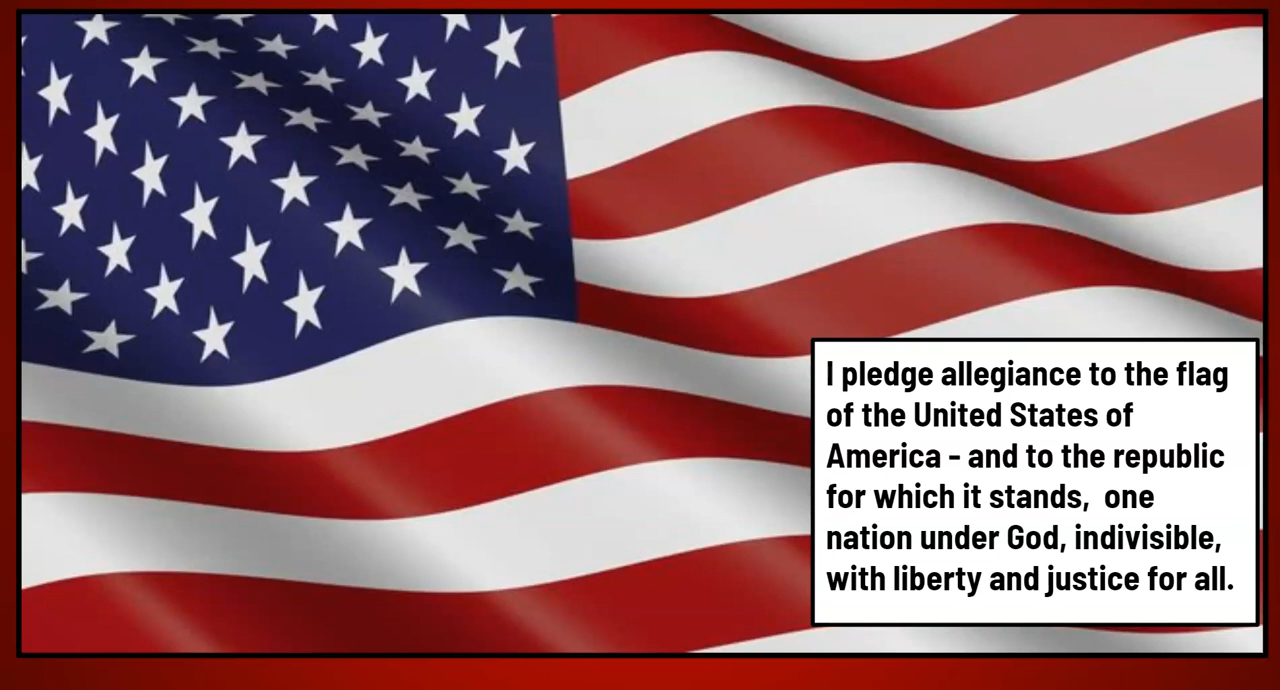 I pledge allegiance to the flag
of the United States of
America - and to the republic
for which it stands,  one
nation under God, indivisible,
with liberty and justice for all.